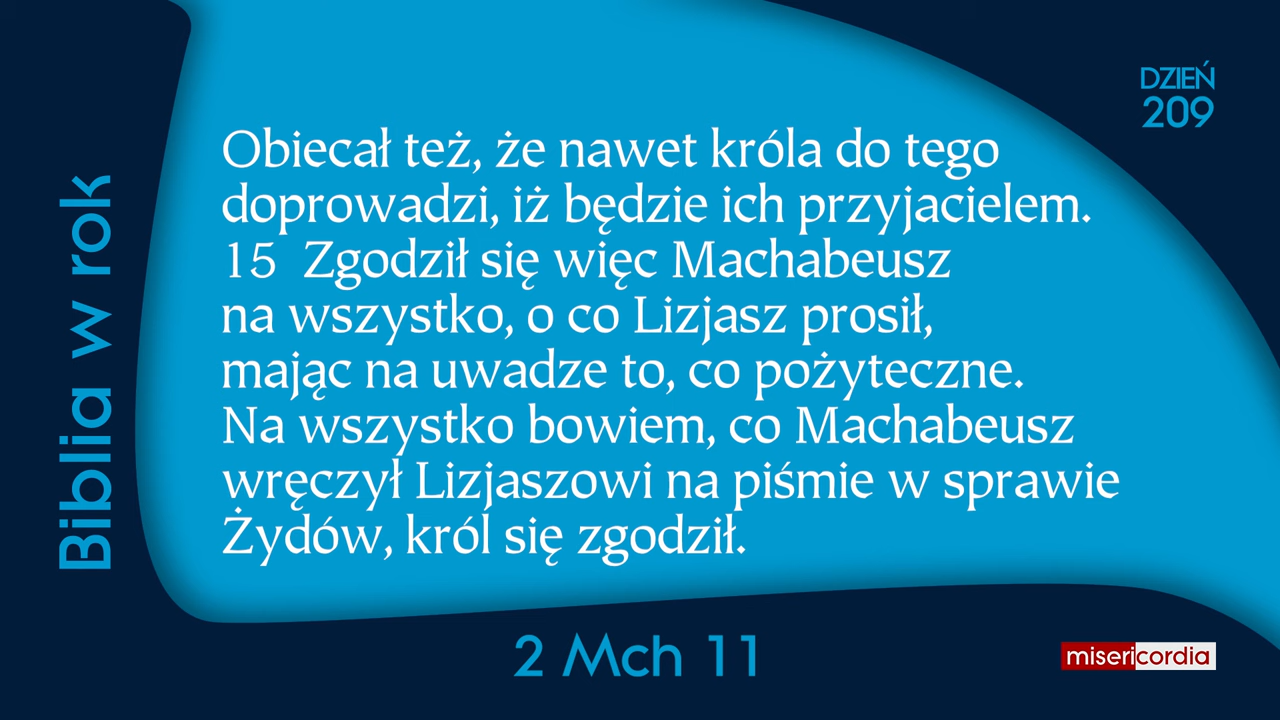 DZIEŃ
209
Biblia w rok
Obiecał też, że nawet króla do tego
doprowadzi, iż będzie ich przyjacielem.
15 Zgodził się więc Machabeusz
na wszystko, o co Lizjasz prosił,
mając na uwadze to, co pożyteczne.
Na wszystko bowiem, co Machabeusz
wręczył Lizjaszowi na piśmie w sprawie
Żydów, król się zgodził.
2 Mch 11
misericordia